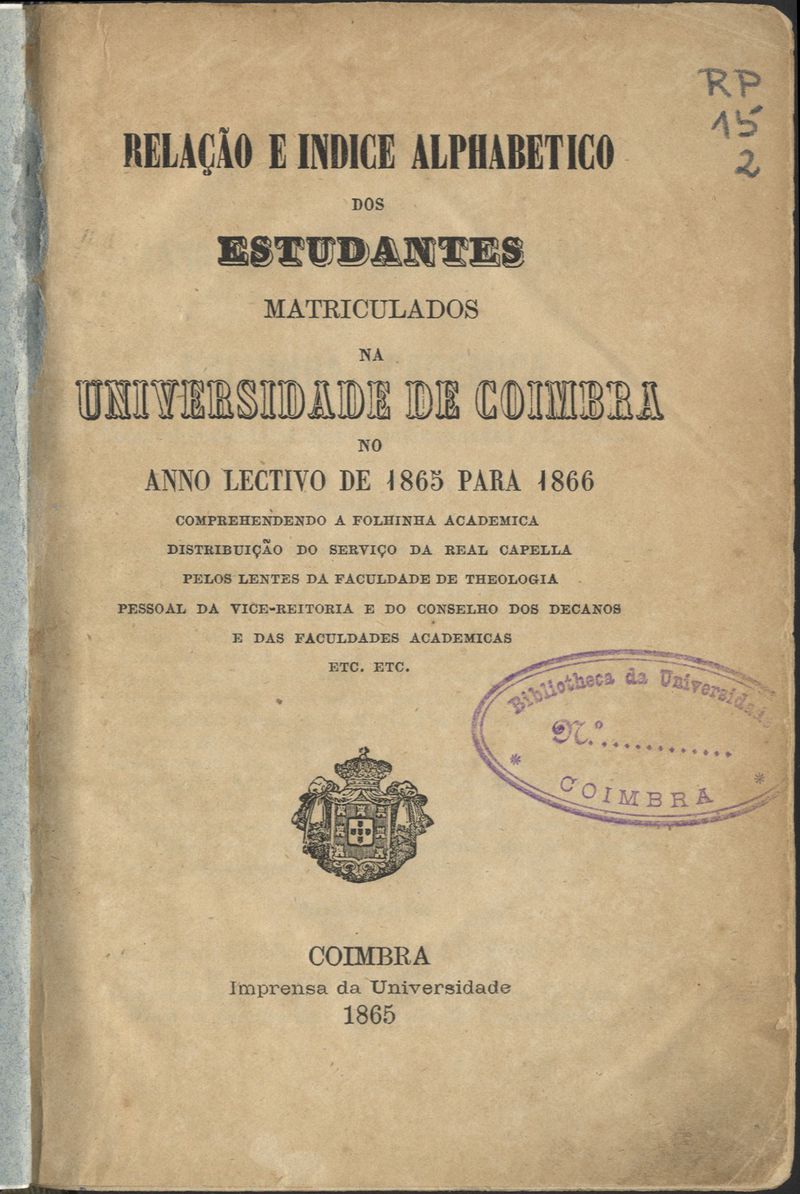 RP
15
2
RELAÇÃO E INDICE ALPHABETICO
DOS
ESTUDANTES
MATRICULADOS
NA
UNIVERSIDADE DE COIMBRA
NO
ANNO LECTIVO DE 1865 PARA 1866
COMPREHENDENDO A FOLHINHA ACADEMICA
DISTRIBUIÇÃO DO SERVIÇO DA REAL CAPELLA
PELOS LENTES DA FACULDADE DE THEOLOGIA
PESSOAL DA VICE-REITORIA E DO CONSELHO DOS DECANOS
E DAS FACULDADES ACADEMICAS
ETC. ETC.
Bibliotheca da Universidade
N.º.............
* COIMBRA *
COIMBRA
Imprensa da Universidade
1865